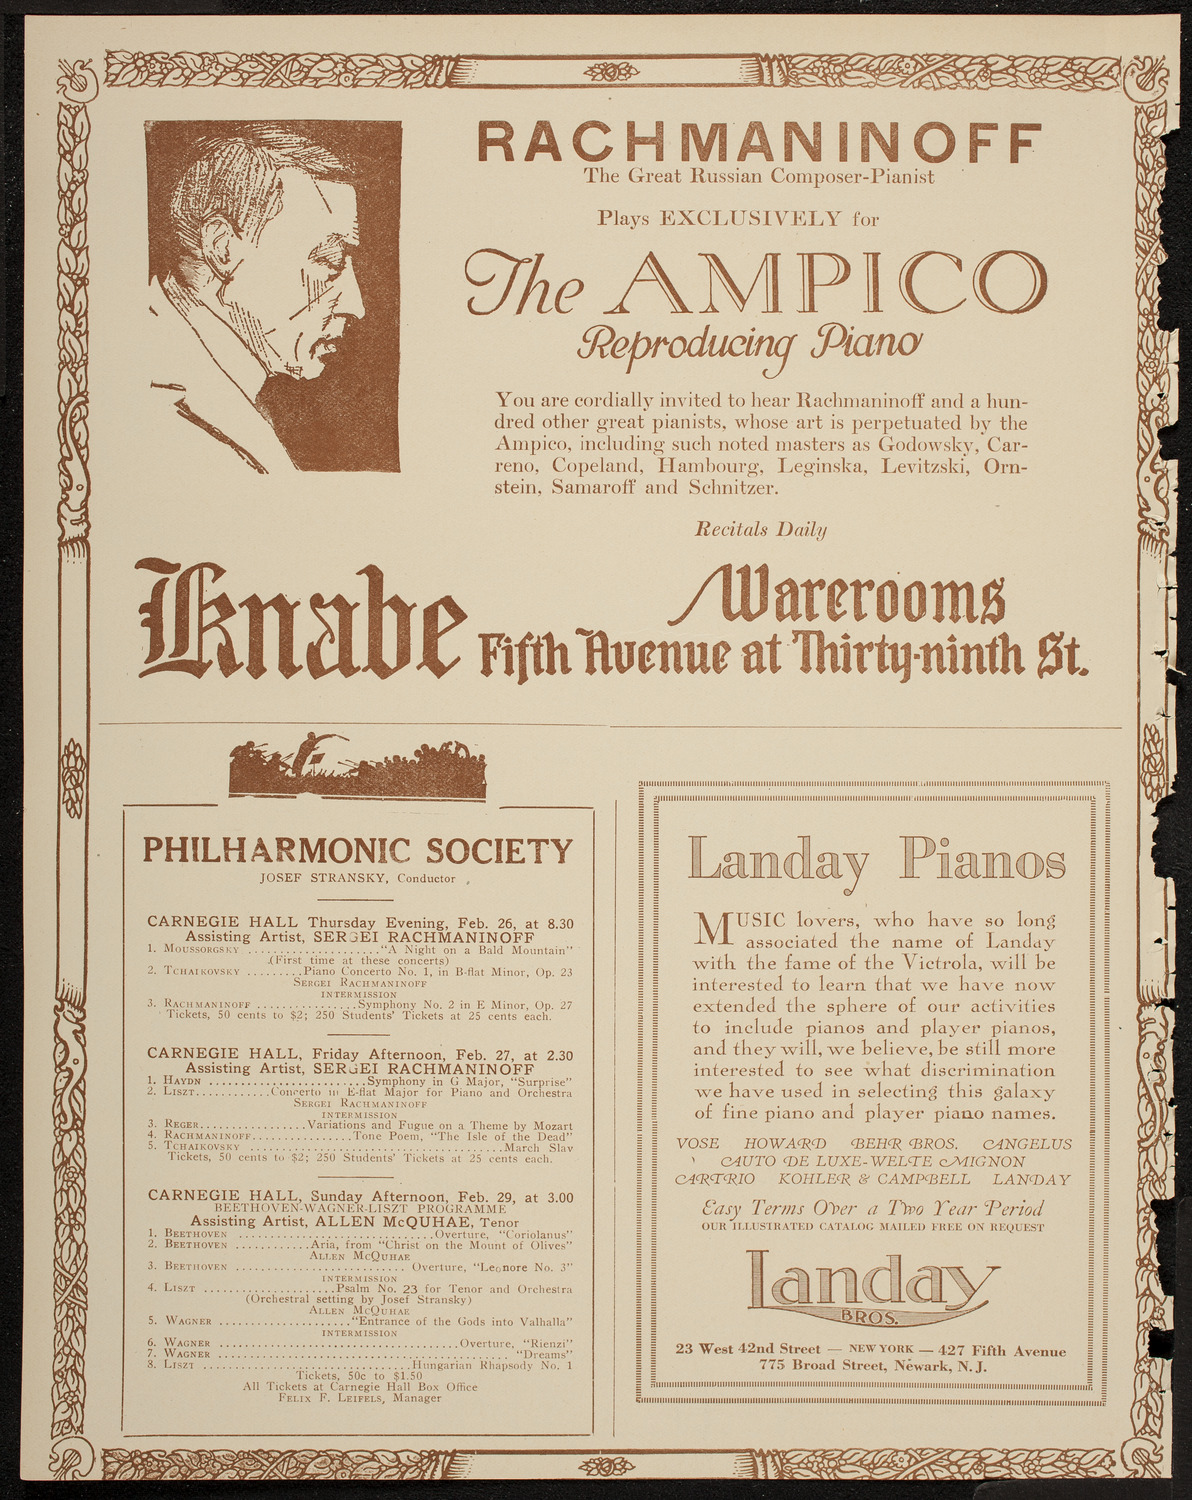 RACHMANINOFF
The Great Russian Composer-Pianist
Plays EXCLUSIVELY for
The AMPICO
Reproducing Piano
You are cordially invited to hear Rachmaninoff and a hun-
dred other great pianists, whose art is perpetuated by the
Ampico, including such noted masters as Godowsky, Car-
reno, Copeland, Hambourg, Leginska, Levitzski, Orn-
stein, Samaroff and Schnitzer.
Recitals Daily
Knabe Warerooms
Fifth Avenue at Thirty-ninth St.
PHILHARMONIC SOCIETY
JOSEF STRANSKY, Conductor
CARNEGIE HALL Thursday Evening, Feb. 26, at 8.30
Assisting Artist, SERGEI RACHMANINOFF
1. MOUSSORGSKY ....................."A Night on a Bald Mountain"
(First time at these concerts)
2. TCHAIKOVSKY .........Piano Concerto No. 1, in B-flat Minor, Op. 23
SERGEI RACHMANINOFF
INTERMISSION
3. RACHMANINOFF ................Symphony No. 2 in E Minor, Op. 27
Tickets, 50 cents to $2; 250 Students' Tickets at 25 cents each.
CARNEGIE HALL, Friday Afternoon, Feb. 27, at 2.30
Assisting Artist, SERGEI RACHMANINOFF
1. HAYDN .........................Symphony in G Major, "Surprise"
2. LISZT............Concerto in E-flat Major for Piano and Orchestra
SERGEI RACHMANINOFF
INTERMISSION
3. REGER.................Variations and Fugue on a Theme by Mozart
4. RACHMANINOFF................Tone Poem, "The Isle of the Dead"
5. TCHAIKOVSKY ........................................March Slav
Tickets, 50 cents to $2; 250 Students' Tickets at 25 cents each.
CARNEGIE HALL, Sunday Afternoon, Feb. 29, at 3.00
BEETHOVEN-WAGNER-LISZT PROGRAMME
Assisting Artist, ALLEN McQUHAE, Tenor
1. BEETHOVEN ...............................Overture, "Coriolanus"
2. BEETHOVEN ............Aria, from "Christ on the Mount of Olives"
ALLEN MCQUHAE
3. BEETHOVEN ........................... Overture, "Leonore No. 3"
INTERMISSION
4. LISZT .....................Psalm No. 23 for Tenor and Orchestra
(Orchestral setting by Josef Stransky)
ALLEN MCQUHAE
5. WAGNER ....................."Entrance of the Gods into Valhalla"
INTERMISSION
6. WAGNER ......................................Overture, "Rienzi"
7. WAGNER ................................................"Dreams"
8. LISZT ..................................Hungarian Rhapsody No. 1
Tickets, 50c to $1.50
All Tickets at Carnegie Hall Box Office
FELIX F. LEIFELS, Manager
Landay Pianos
MUSIC lovers, who have so long
associated the name of Landay
with the fame of the Victrola, will be
interested to learn that we have now
extended the sphere of our activities
to include pianos and player pianos,
and they will, we believe, be still more
interested to see what discrimination
we have used in selecting this galaxy
of fine piano and player piano names.
VOSE HOWARD BEHR BROS. ANGELUS
AUTO DE LUXE-WELTE MIGNON
ARTRIO KOHLER & CAMPBELL LANDAY
Easy Terms Over a Two Year Period
OUR ILLUSTRATED CATALOG MAILED FREE ON REQUEST
Landay
BROS.
23 West 42nd Street — NEW YORK — 427 Fifth Avenue
775 Broad Street, Newark, N. J.